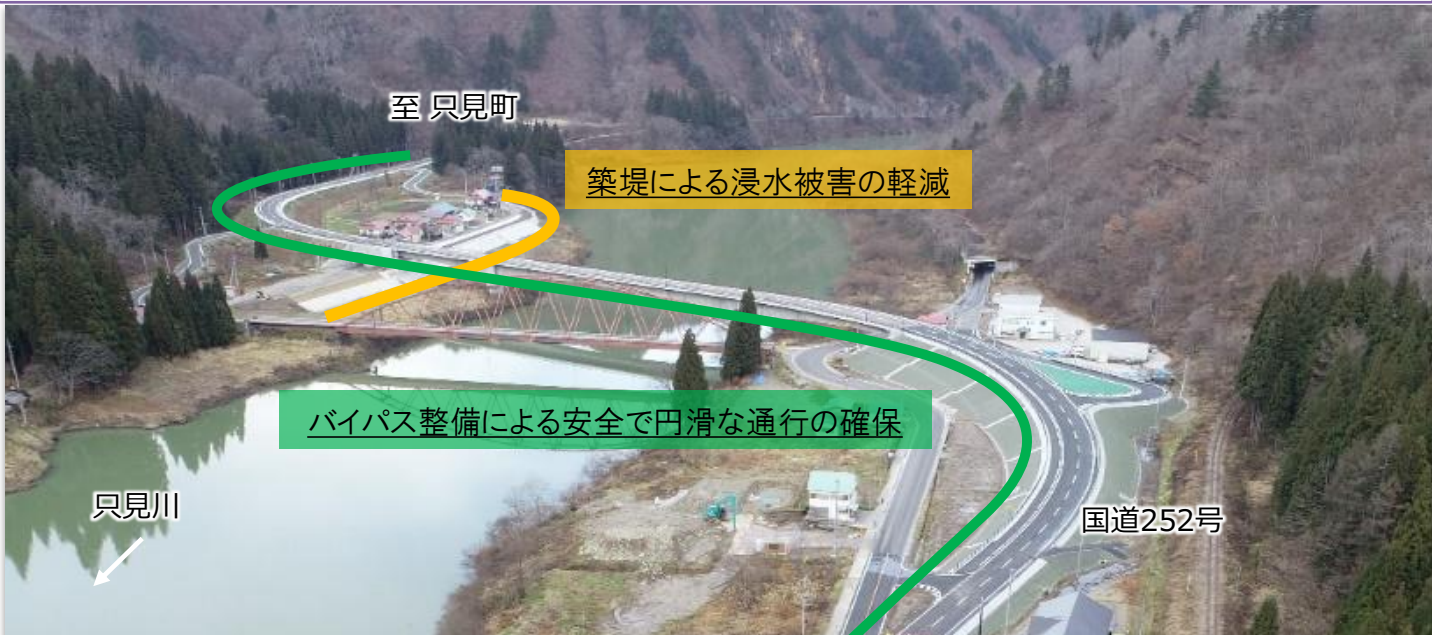 至 只見町
築堤による浸水被害の軽減
バイパス整備による安全で円滑な通行の確保
只見川
国道252号